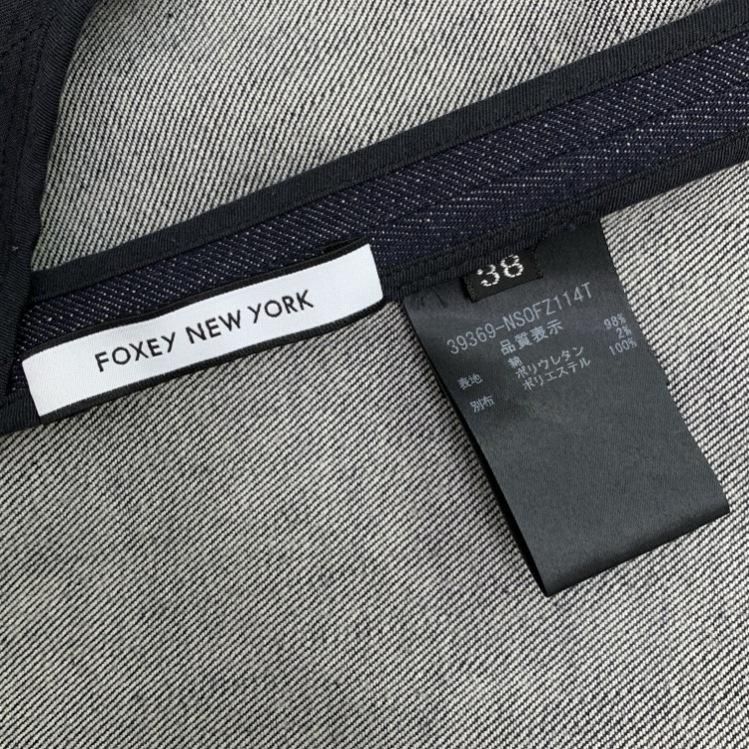 FOXEY NEW YORK
38
39369-NSOFZ114T
品質表示
表地 綿 98%
ポリウレタン 2%
別布 ポリエステル 100%